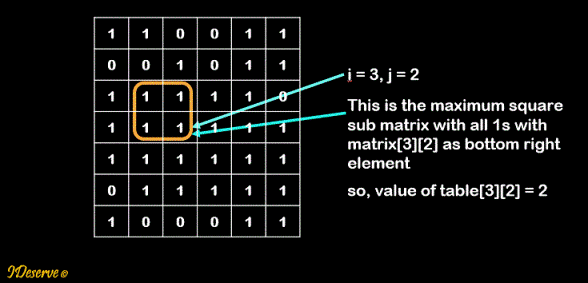 1 1 0 0 1 1
0 0 1 0 1 1
1 1 1 1 1 0
1 1 1 1 1 1
1 1 1 1 1 1
0 1 1 1 1 1
1 0 0 0 1 1
i = 3, j = 2
This is the maximum square
sub matrix with all 1s with
matrix[3][2] as bottom right
element
so, value of table[3][2] = 2
IDeserve ©